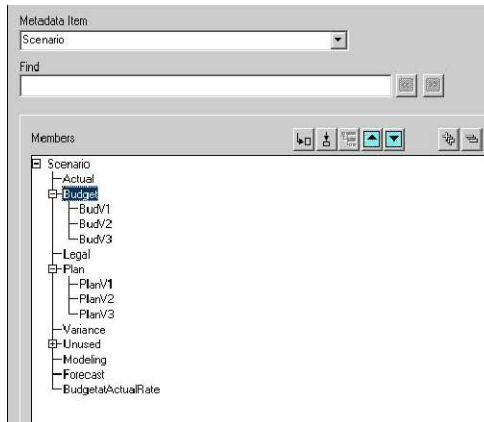 Metadata Item
Scenario
Find
Members
Scenario
Actual
Budget
BudV1
BudV2
BudV3
Legal
Plan
PlanV1
PlanV2
PlanV3
Variance
Unused
Modeling
Forecast
BudgetatActualRate